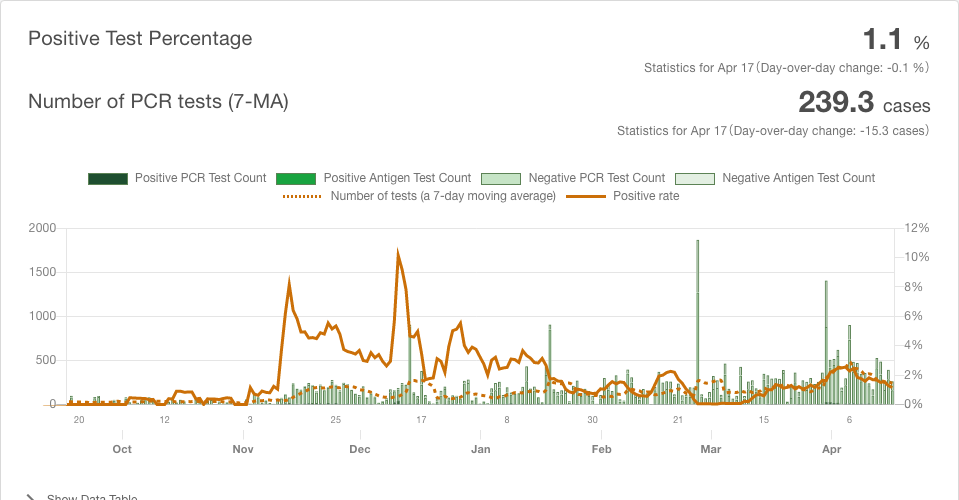 Positive Test Percentage
1.1 %
Statistics for Apr 17(Day-over-day change: -0.1 %)
Number of PCR tests (7-MA)
239.3 cases
Statistics for Apr 17(Day-over-day change: -15.3 cases)
Positive PCR Test Count Positive Antigen Test Count Negative PCR Test Count Negative Antigen Test Count
Number of tests (a 7-day moving average) Positive rate
2000 12%
10%
1500
8%
1000 6%
4%
500
2%
0 0%
20 12 3 25 17 8 30 21 15 6
Oct Nov Dec Jan Feb Mar Apr
Show Data Table